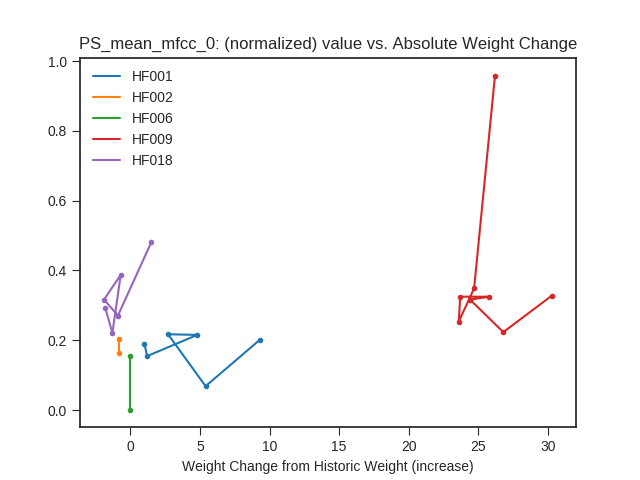 PS_mean_mfcc_0: (normalized) value vs. Absolute Weight Change
1.0
0.8
0.6
0.4
0.2
0.0
HF001
HF002
HF006
HF009
HF018
0 5 10 15 20 25 30
Weight Change from Historic Weight (increase)